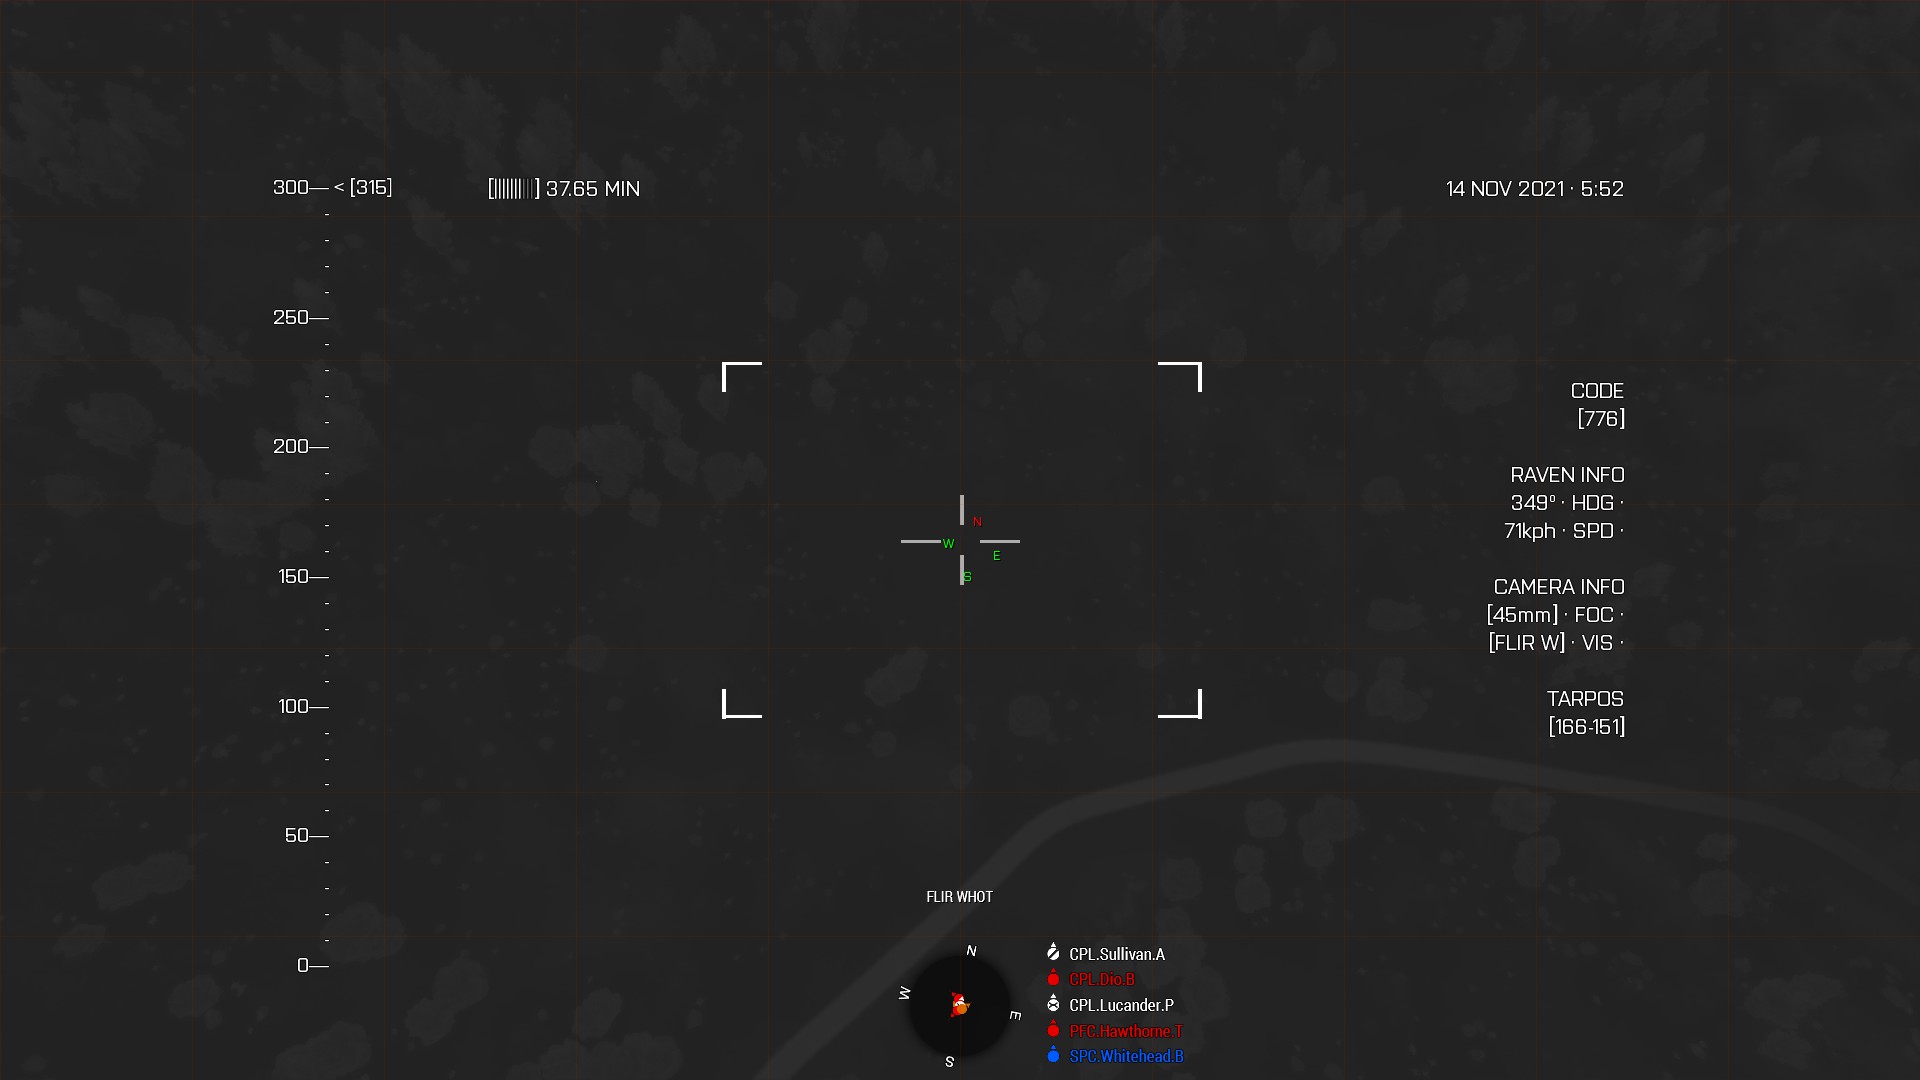 300 < [315] [||||||||||] 37.65 MIN 14 NOV 2021 · 5:52
250
200
150
100
50
0
CODE
[776]
RAVEN INFO
349º · HDG ·
71kph · SPD ·
CAMERA INFO
[45mm] · FOC ·
[FLIR W] · VIS ·
TARPOS
[166-151]
N
W
E
S
FLIR WHOT
N
W
E
S
CPL.Sullivan.A
CPL.Dio.B
CPL.Lucander.P
PFC.Hawthorne.T
SPC.Whitehead.B